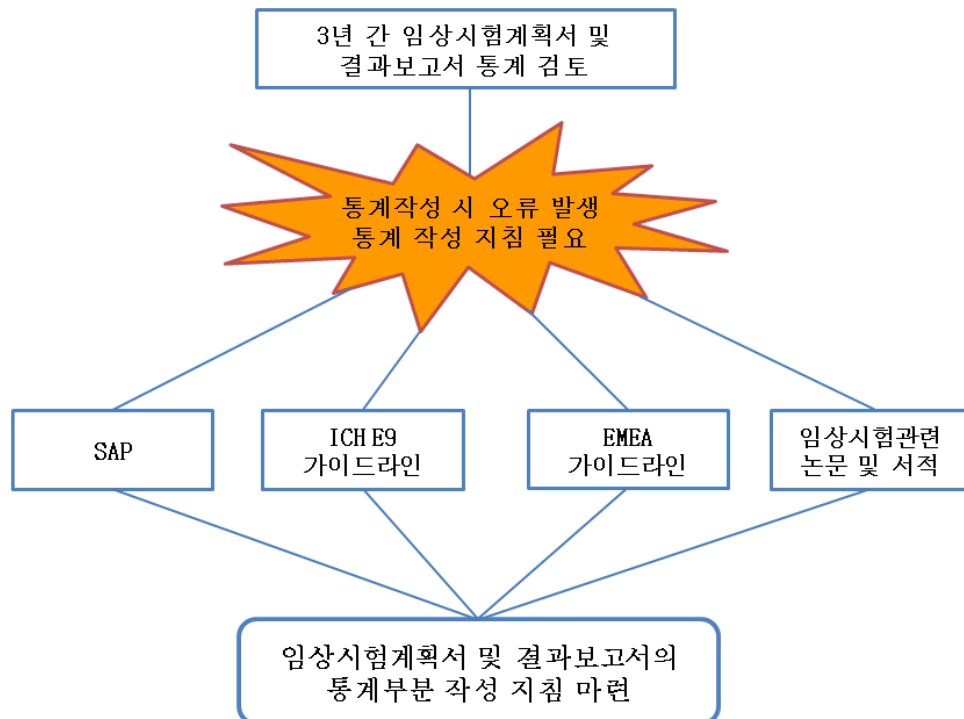 3년 간 임상시험계획서 및
결과보고서 통계 검토
통계작성 시 오류 발생
통계 작성 지침 필요
SAP
ICH E9
가이드라인
EMEA
가이드라인
임상시험관련
논문 및 서적
임상시험계획서 및 결과보고서의
통계부분 작성 지침 마련